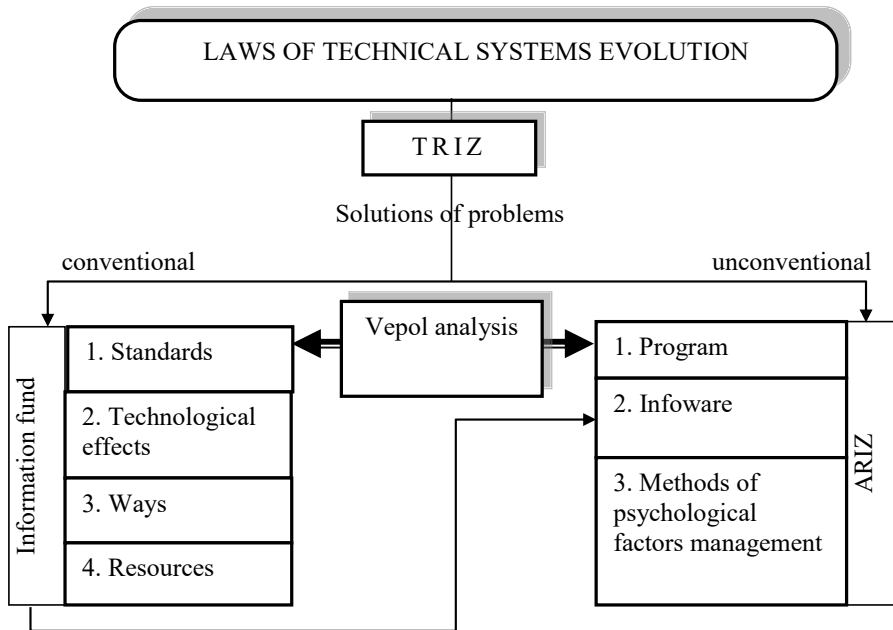 LAWS OF TECHNICAL SYSTEMS EVOLUTION
TRIZ
Solutions of problems
conventional
unconventional
Vepol analysis
Information fund
1. Standards
2. Technological
effects
3. Ways
4. Resources
1. Program
2. Infoware
3. Methods of
psychological
factors management
ARIZ